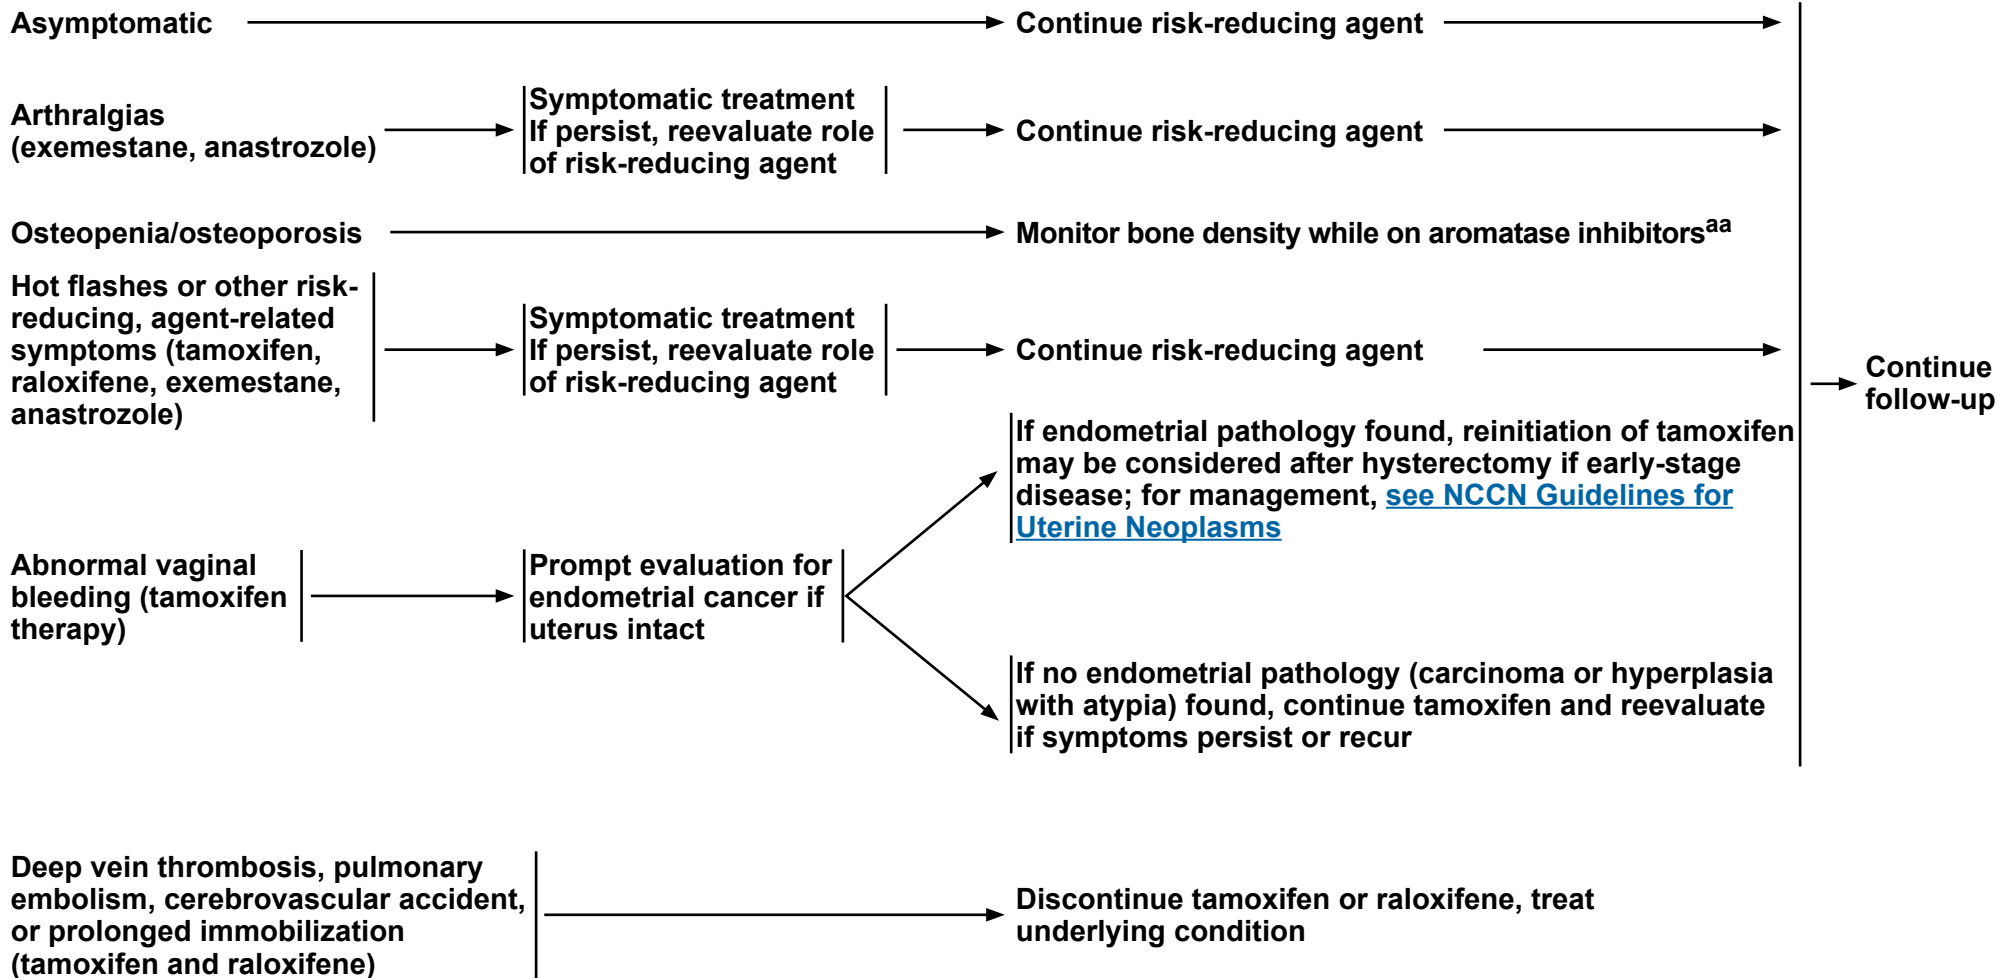 Asymptomatic
Continue risk-reducing agent
Arthralgias
(exemestane, anastrozole)
Symptomatic treatment
If persist, reevaluate role
of risk-reducing agent
Continue risk-reducing agent
Osteopenia/osteoporosis
Monitor bone density while on aromatase inhibitorsaa
Hot flashes or other risk-
reducing, agent-related
symptoms (tamoxifen,
raloxifene, exemestane,
anastrozole)
Symptomatic treatment
If persist, reevaluate role
of risk-reducing agent
Continue risk-reducing agent
Abnormal vaginal
bleeding (tamoxifen
therapy)
Prompt evaluation for
endometrial cancer if
uterus intact
If endometrial pathology found, reinitiation of tamoxifen
may be considered after hysterectomy if early-stage
disease; for management, see NCCN Guidelines for
Uterine Neoplasms
If no endometrial pathology (carcinoma or hyperplasia
with atypia) found, continue tamoxifen and reevaluate
if symptoms persist or recur
Continue
follow-up
Deep vein thrombosis, pulmonary
embolism, cerebrovascular accident,
or prolonged immobilization
(tamoxifen and raloxifene)
Discontinue tamoxifen or raloxifene, treat
underlying condition